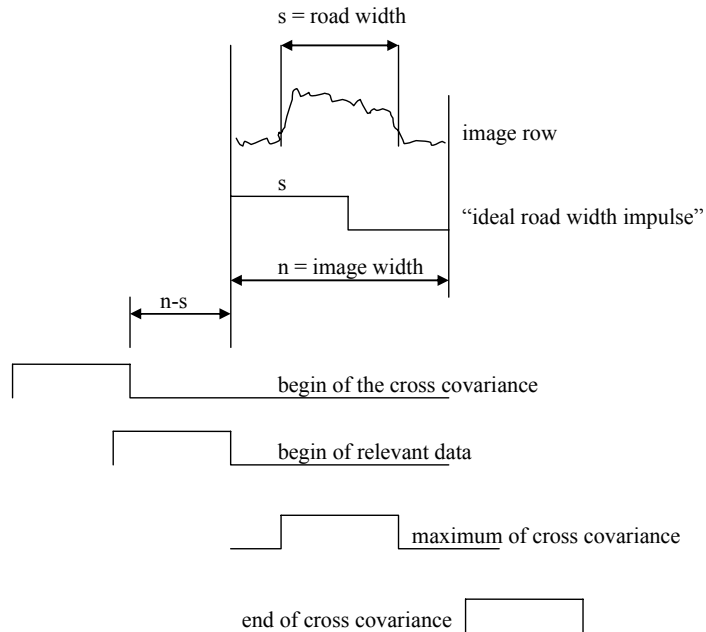 s = road width
image row
s
“ideal road width impulse”
n = image width
n-s
begin of the cross covariance
begin of relevant data
maximum of cross covariance
end of cross covariance